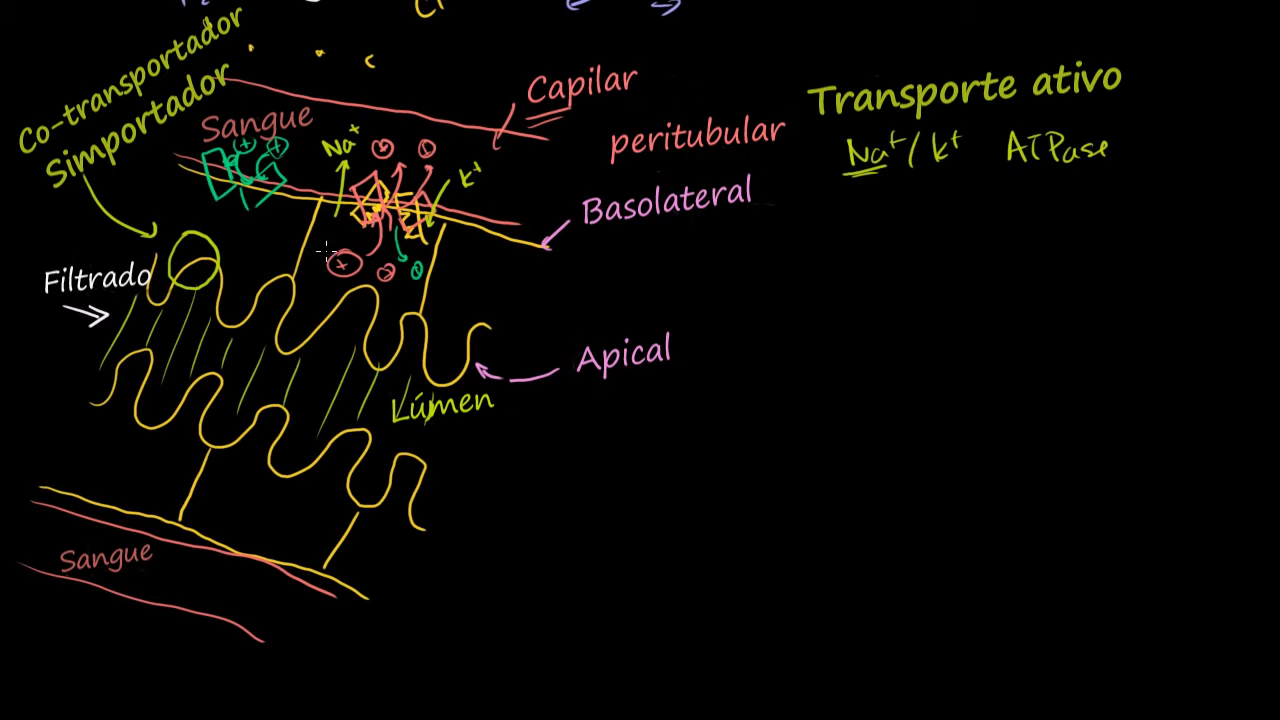 Co-transportador
Simportador
Sangue
Capilar
peritubular
Transporte ativo
Na⁺/K⁺ ATPase
Na⁺
K⁺
Basolateral
Filtrado
Apical
Lúmen
Sangue